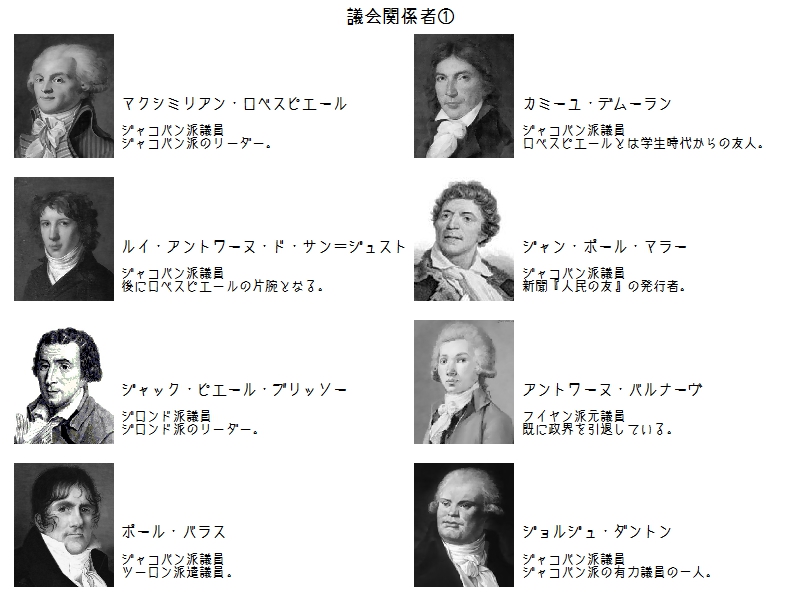 議会関係者①
マクシミリアン・ロベスピエール
ジャコバン派議員
ジャコバン派のリーダー。
カミーユ・デムーラン
ジャコバン派議員
ロベスピエールとは学生時代からの友人。
ルイ・アントワーヌ・ド・サン＝ジュスト
ジャコバン派議員
後にロベスピエールの片腕となる。
ジャン・ポール・マラー
ジャコバン派議員
新聞『人民の友』の発行者。
ジャック・ピエール・ブリッソー
ジロンド派議員
ジロンド派のリーダー。
アントワーヌ・バルナーヴ
フイヤン派元議員
既に政界を引退している。
ポール・バラス
ジャコバン派議員
ツーロン派遣議員。
ジョルジュ・ダントン
ジャコバン派議員
ジャコバン派の有力議員の一人。